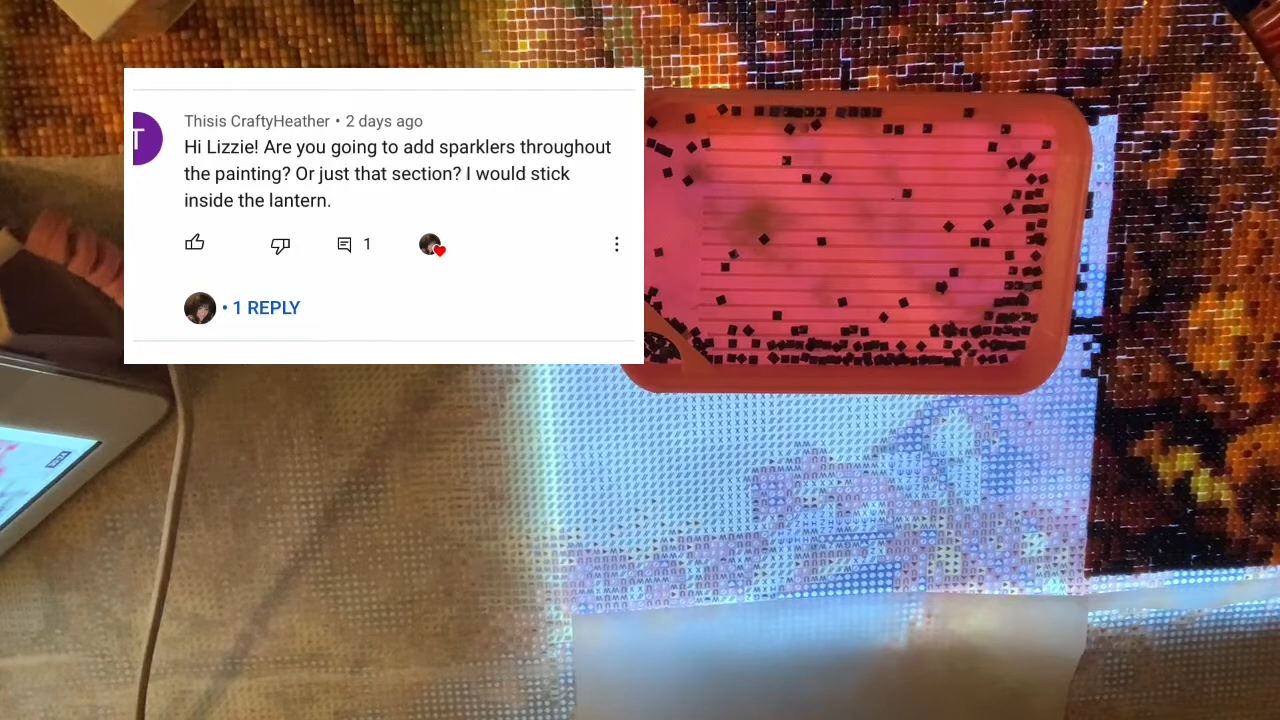 T
Thisis CraftyHeather • 2 days ago
Hi Lizzie! Are you going to add sparklers throughout
the painting? Or just that section? I would stick
inside the lantern.
1
• 1 REPLY